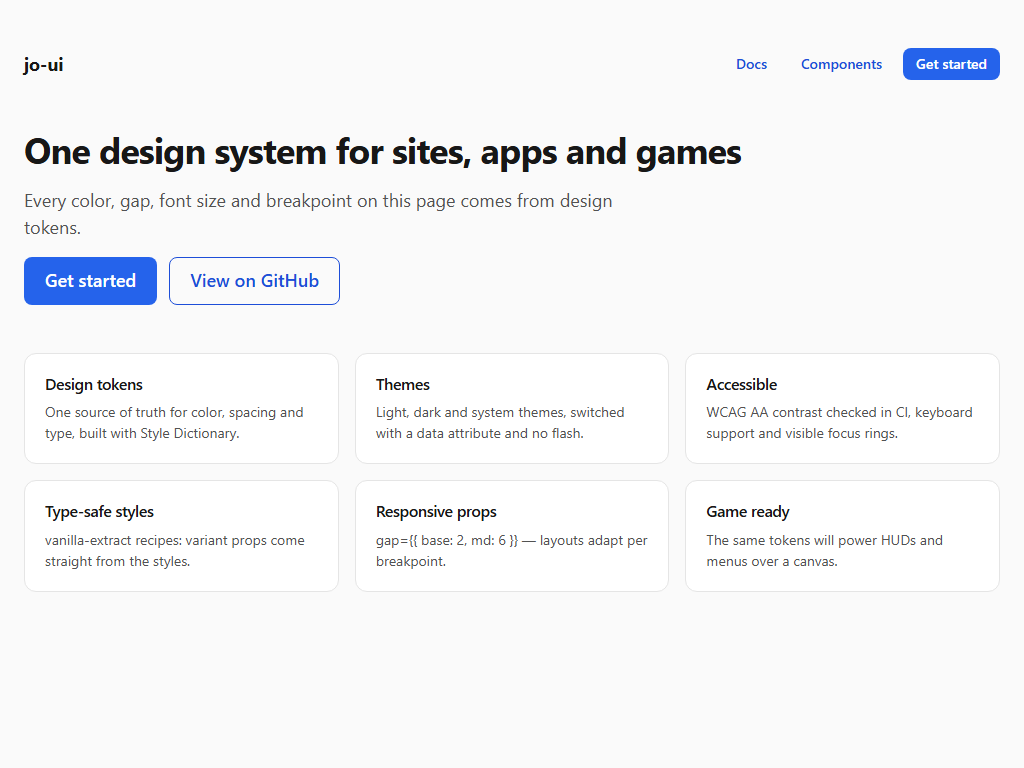 jo-ui
Docs
Components
Get started
One design system for sites, apps and games
Every color, gap, font size and breakpoint on this page comes from design
tokens.
Get started
View on GitHub
Design tokens
One source of truth for color, spacing and
type, built with Style Dictionary.
Themes
Light, dark and system themes, switched
with a data attribute and no flash.
Accessible
WCAG AA contrast checked in CI, keyboard
support and visible focus rings.
Type-safe styles
vanilla-extract recipes: variant props come
straight from the styles.
Responsive props
gap={{ base: 2, md: 6 }} — layouts adapt per
breakpoint.
Game ready
The same tokens will power HUDs and
menus over a canvas.